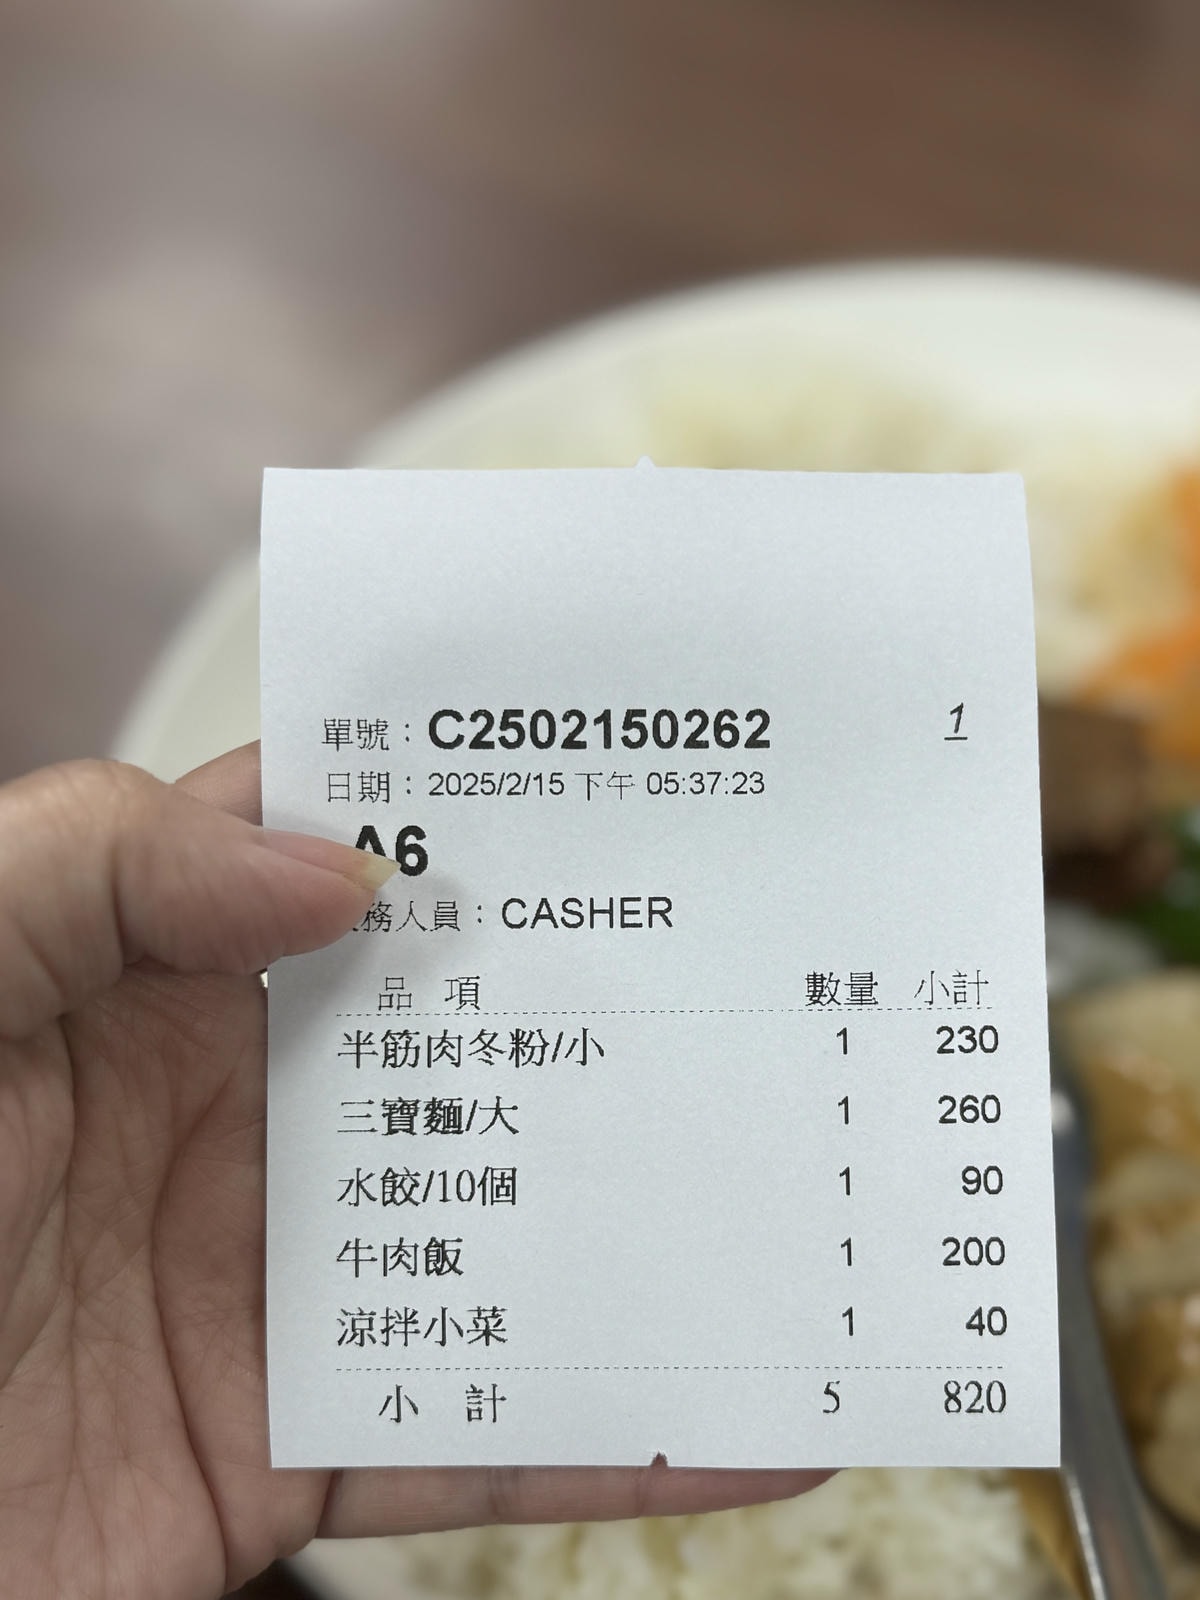 單號：C2502150262 1
日期：2025/2/15 下午 05:37:23
A6
務人員：CASHER
品 項 數量 小計
半筋肉冬粉/小 1 230
三寶麵/大 1 260
水餃/10個 1 90
牛肉飯 1 200
涼拌小菜 1 40
小 計 5 820